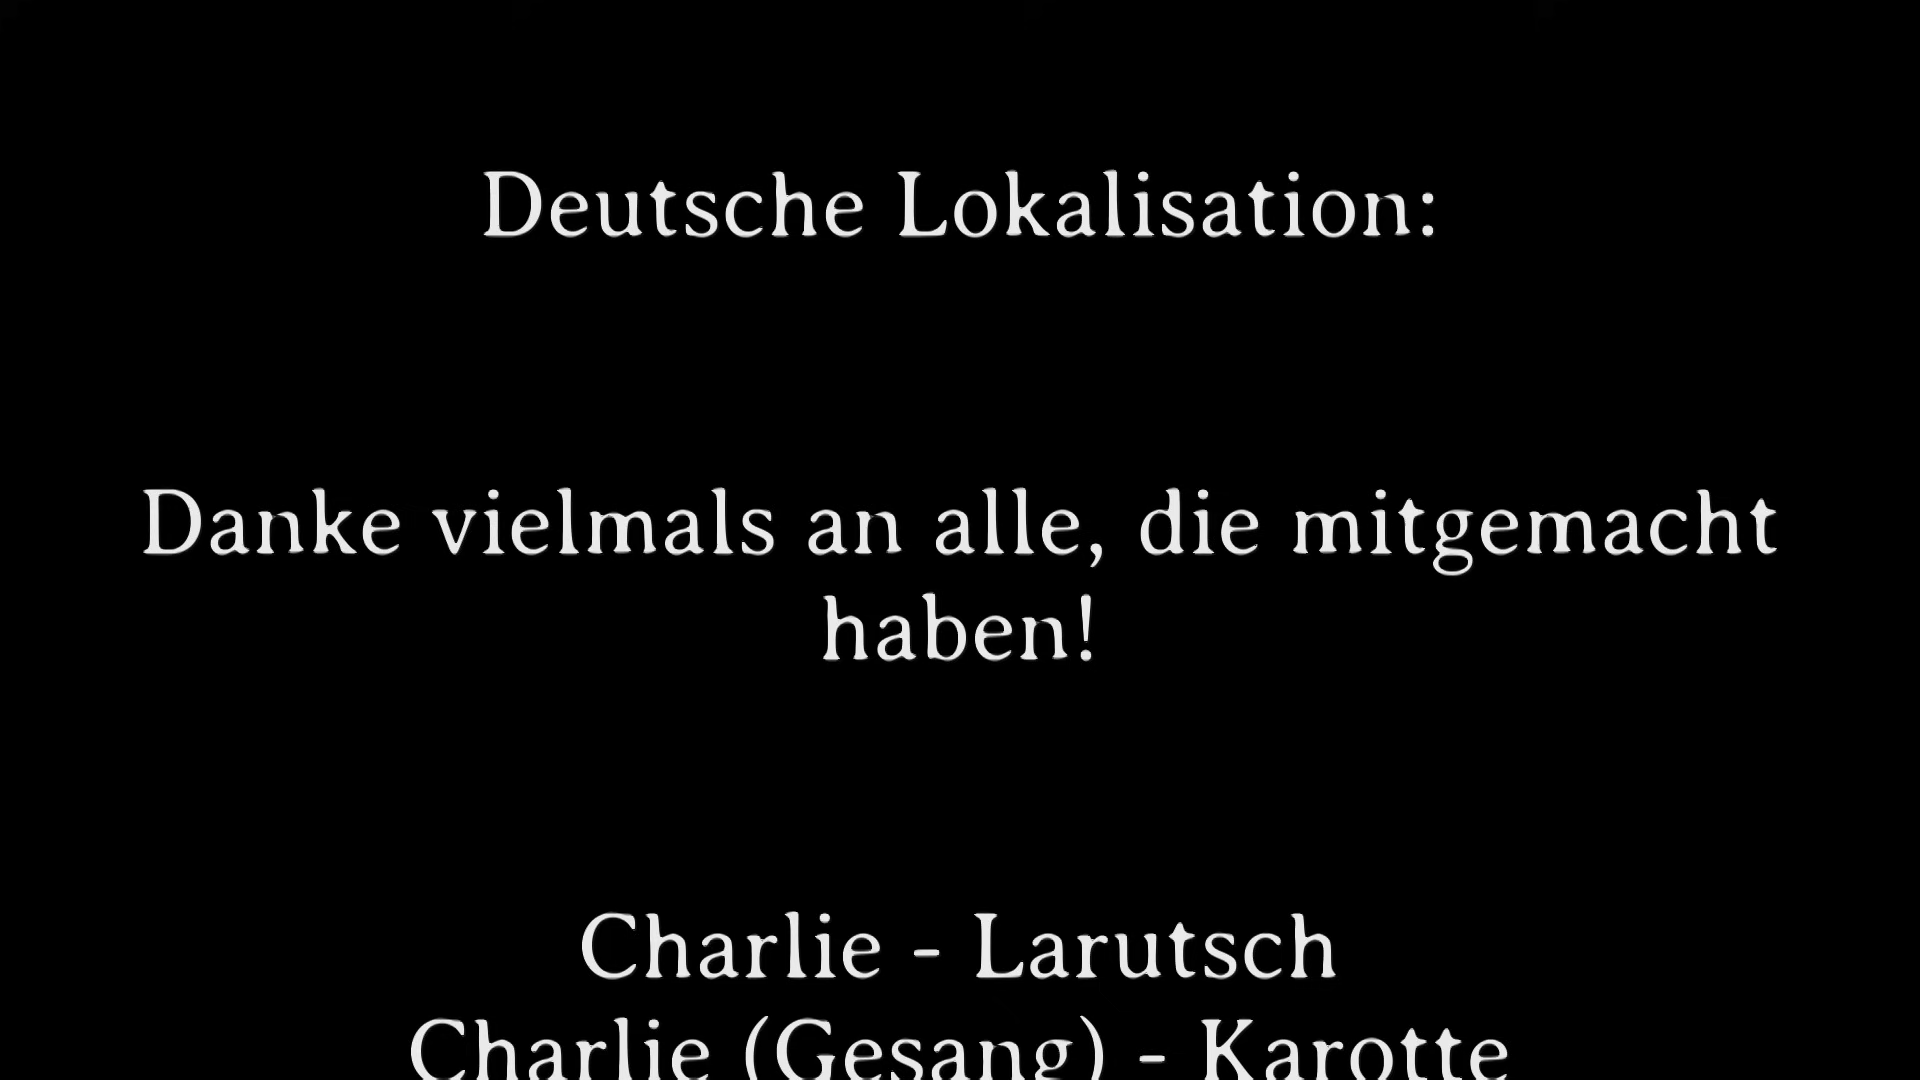 Deutsche Lokalisation:
Danke vielmals an alle, die mitgemacht
haben!
Charlie - Larutsch
Charlie (Gesang) - Karotte